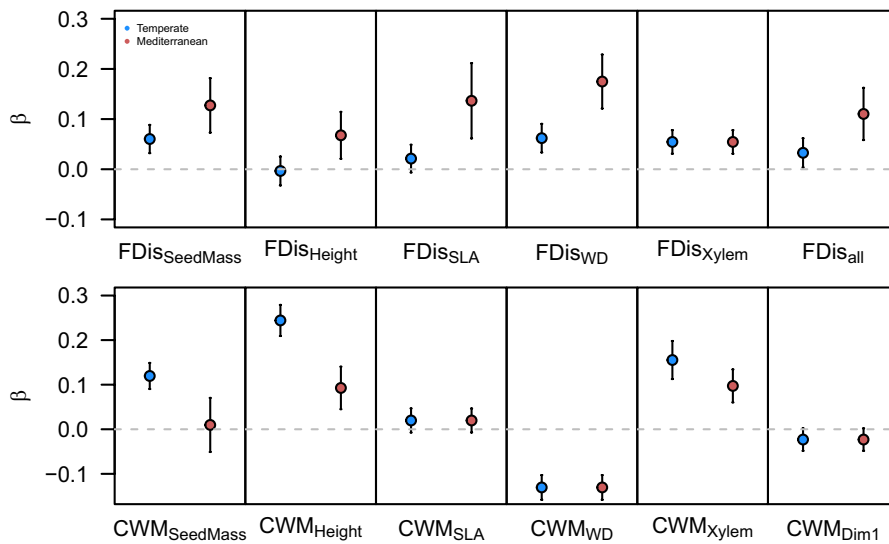 0.3
0.2
0.1
0.0
−0.1
β
Temperate
Mediterranean
FDisSeedMass FDisHeight FDisSLA FDisWD FDisXylem FDisall
0.3
0.2
0.1
0.0
−0.1
β
CWMSeedMass CWMHeight CWMSLA CWMWD CWMXylem CWMDim1